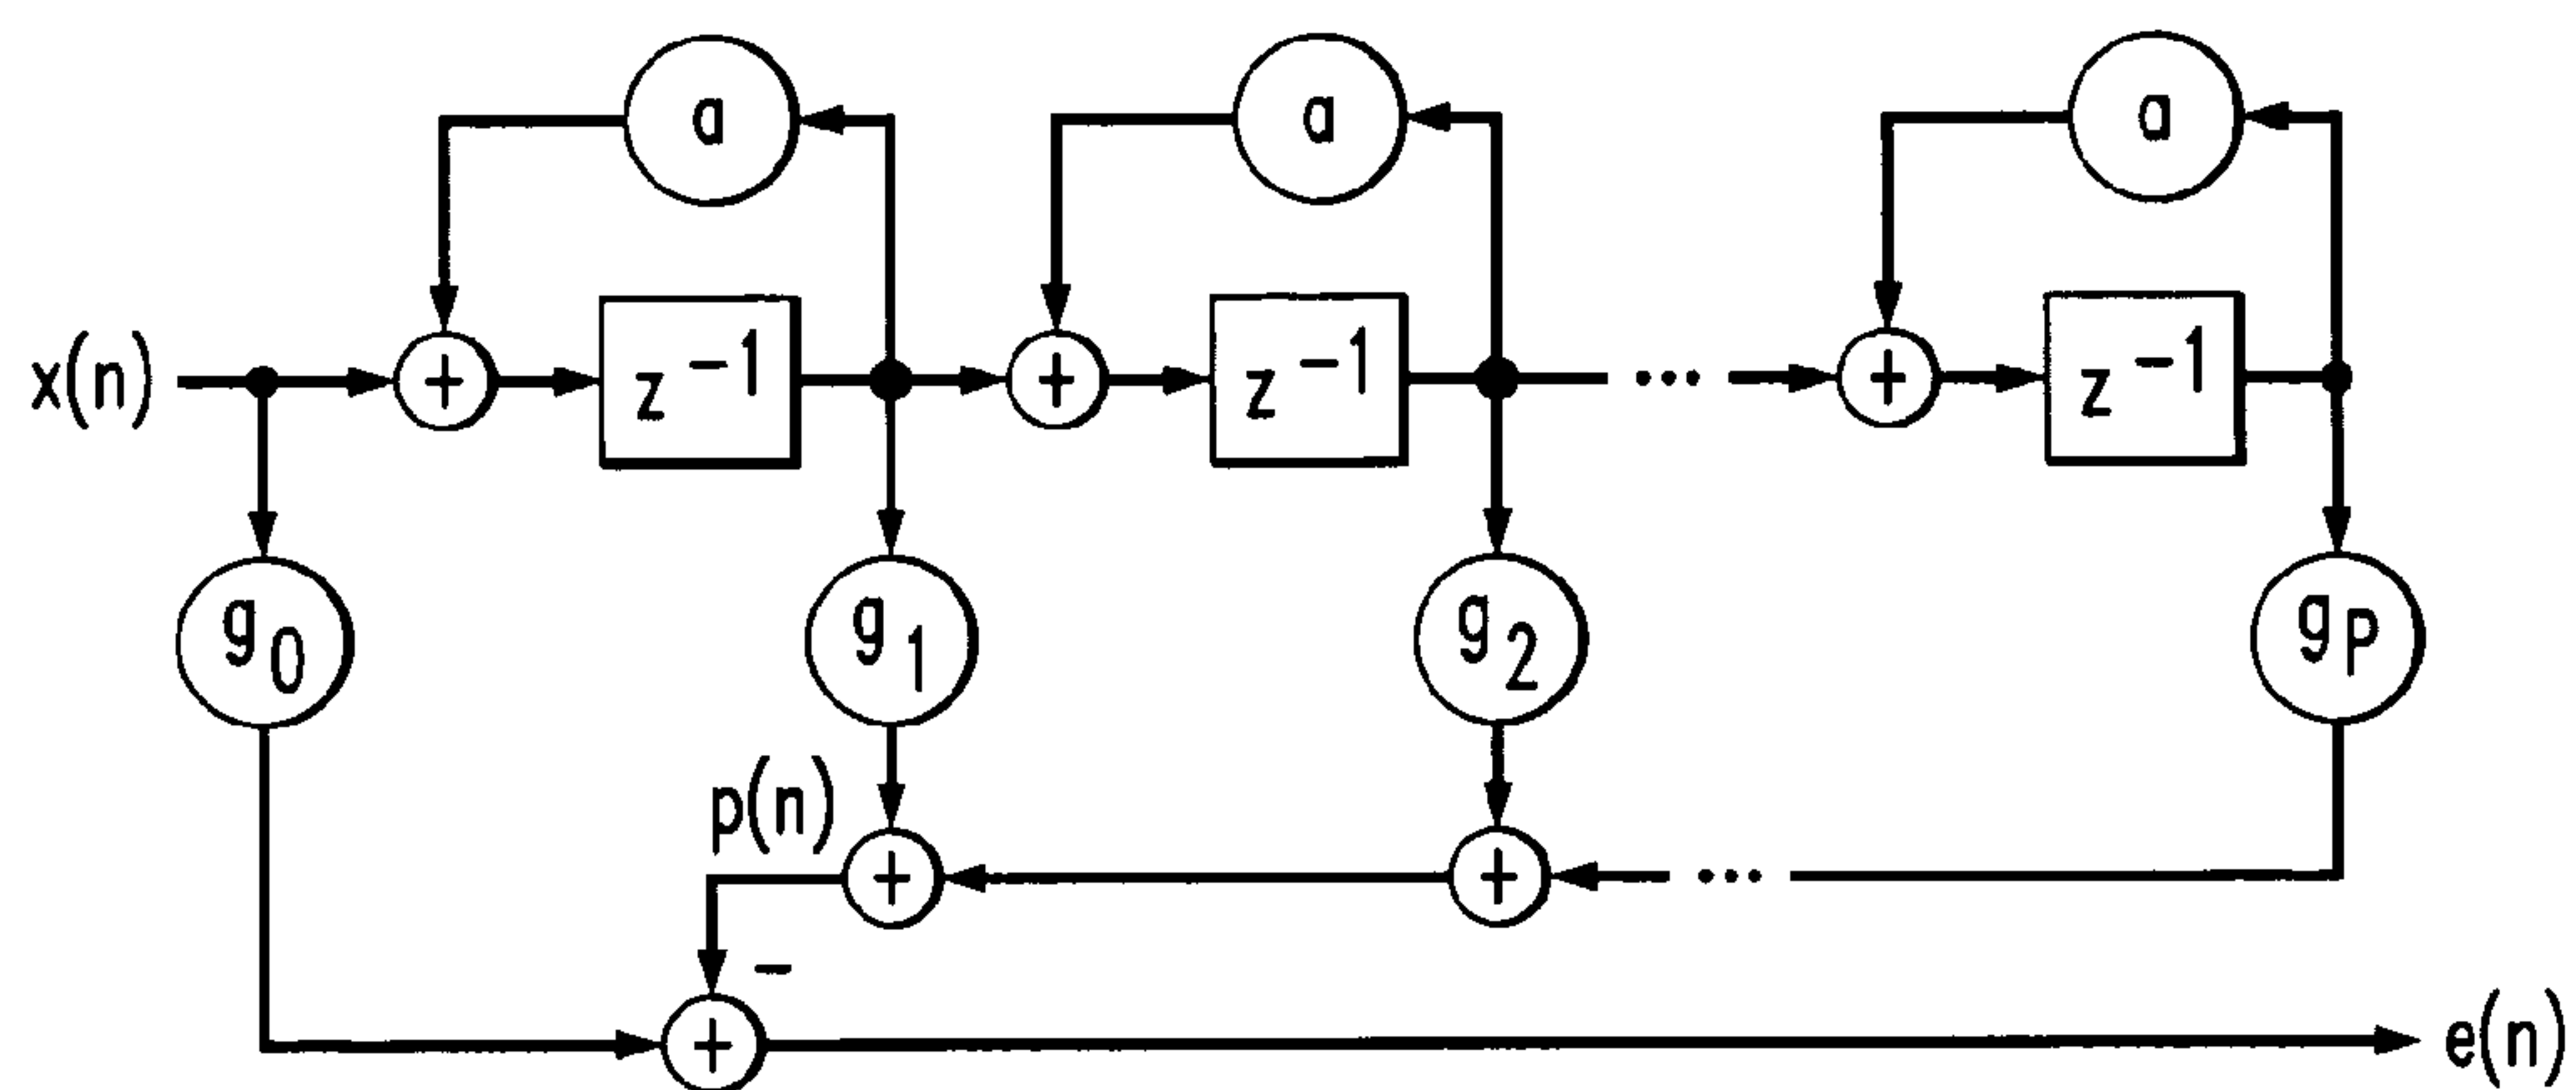 a a a
x(n) + z⁻¹ + z⁻¹ ... + z⁻¹
g₀ g₁ g₂ gₚ
p(n)
+ + ...
−
+ e(n)